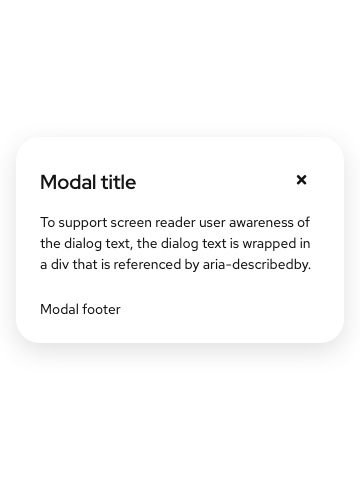 Modal title
To support screen reader user awareness of
the dialog text, the dialog text is wrapped in
a div that is referenced by aria-describedby.
Modal footer